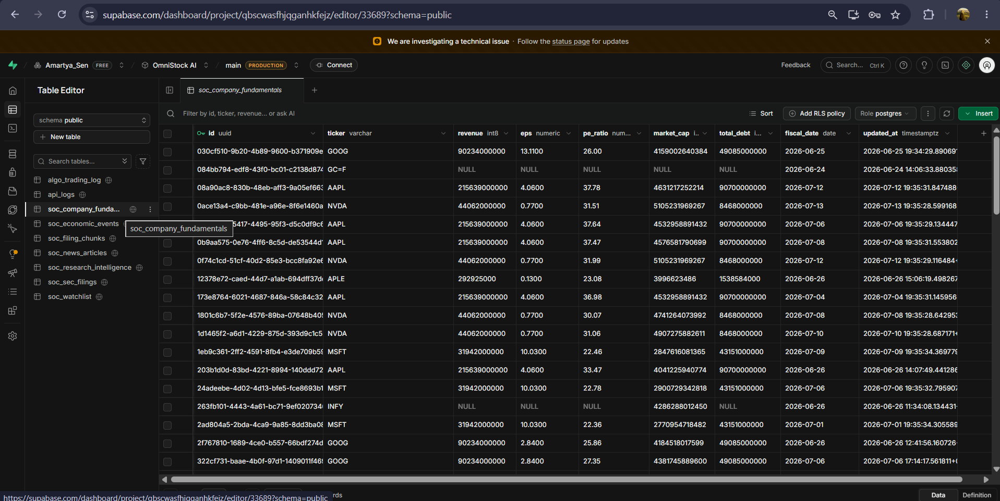 supabase.com/dashboard/project/qbscwasfhjqganhkfejz/editor/33689?schema=public
We are investigating a technical issue · Follow the status page for updates
Amartya_Sen FREE / OmniStock AI / main PRODUCTION Connect Feedback Search... Ctrl K
Table Editor
soc_company_fundamentals
schema public
New table
Search tables...
algo_trading_log
api_logs
soc_company_funda...
soc_economic_events
soc_filing_chunks
soc_news_articles
soc_research_intelligence
soc_sec_filings
soc_watchlist
soc_company_fundamentals
Filter by id, ticker, revenue... or ask AI Sort Add RLS policy Role postgres Insert
id uuid ticker varchar revenue int8 eps numeric pe_ratio num... market_cap i.. total_debt i... fiscal_date date updated_at timestamptz
030cf510-9b20-4b89-9600-b371909e GOOG 90234000000 13.1100 26.00 4159002640384 49085000000 2026-06-25 2026-06-25 19:34:29.89069
084bb794-edf8-43f0-bc01-c2138d874 GC=F NULL NULL NULL NULL NULL 2026-06-24 2026-06-24 14:06:33.88035
08a90ac8-830b-48eb-aff3-9a05ef663 AAPL 215639000000 4.0600 37.78 4631217252214 90700000000 2026-07-12 2026-07-12 19:35:31.847488
0ace13a4-c9bb-481e-a96e-8f6e1460a NVDA 44062000000 0.7700 31.51 5105231969267 8468000000 2026-07-13 2026-07-13 19:35:28.599168
5417-4495-95f3-d5c0df9c6 AAPL 215639000000 4.0600 37.64 4532958891432 90700000000 2026-07-06 2026-07-06 19:35:29.134447
0b9aa575-0e76-4ff6-8c5d-de53544d AAPL 215639000000 4.0600 37.47 4576581790699 90700000000 2026-07-08 2026-07-08 19:35:31.553802
0f74c1cd-51cf-40d2-85e3-bcc8fa92e6 NVDA 44062000000 0.7700 31.99 5105231969267 8468000000 2026-07-12 2026-07-12 19:35:29.116484+
12378e72-caed-44d7-a1ab-694dff37d APLE 292925000 0.1300 23.08 3996623486 1538584000 2026-06-26 2026-06-26 15:06:19.498267
173e8764-6021-4687-846a-58c84c32 AAPL 215639000000 4.0600 36.98 4532958891432 90700000000 2026-07-04 2026-07-04 19:35:31.145956
1801c6b7-5f2e-4576-89ba-07648b40 NVDA 44062000000 0.7700 30.07 4741264073992 8468000000 2026-07-08 2026-07-08 19:35:28.642953
1d1465f2-a6d1-4229-875d-393d9c1c5 NVDA 44062000000 0.7700 31.06 4907275882611 8468000000 2026-07-10 2026-07-10 19:35:28.687171+
1eb9c361-2ff2-4591-8fb4-e3de709b59 MSFT 31942000000 10.0300 22.46 2847616081365 43151000000 2026-07-09 2026-07-09 19:35:34.369779
203b1d0d-83bd-4221-8994-140ddd72 AAPL 215639000000 4.0600 33.47 4041225940774 90700000000 2026-06-26 2026-06-26 14:07:49.441286
24adeebe-4d02-4d13-bfe5-fce8693b1 MSFT 31942000000 10.0300 22.78 2900729342818 43151000000 2026-07-06 2026-07-06 19:35:32.795907
263fb101-4443-4a61-bc71-9ef020734 INFY NULL NULL NULL 4286288012450 NULL 2026-06-26 2026-06-26 11:34:08.134431
2ad804a5-2bda-4ca9-9a85-8dd3ba08 MSFT 31942000000 10.0300 22.36 2770954718482 43151000000 2026-07-01 2026-07-01 19:35:34.305589
2f767810-1689-4ce0-b557-66bdf274d GOOG 90234000000 2.8400 25.86 4184518017599 49085000000 2026-06-26 2026-06-26 12:41:56.160726
322cf731-baae-4b0f-97d1-1409011f46 GOOG 90234000000 2.8400 27.35 4381745889600 49085000000 2026-07-06 2026-07-06 17:14:17.561811+
rds Data Definition
https://supabase.com/dashboard/project/qbscwasfhjqganhkfejz/editor/33689?schema=public